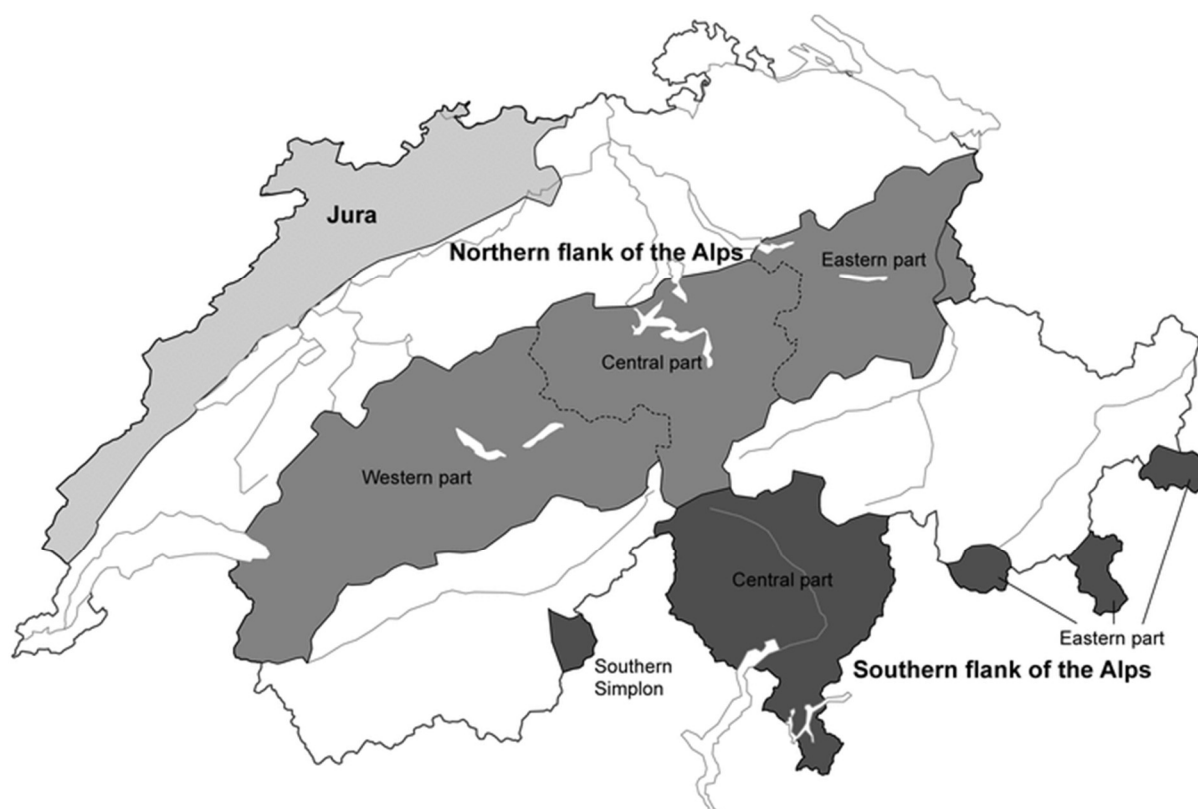 Jura
Northern flank of the Alps
Eastern part
Central part
Western part
Central part
Eastern part
Southern
Simplon
Southern flank of the Alps